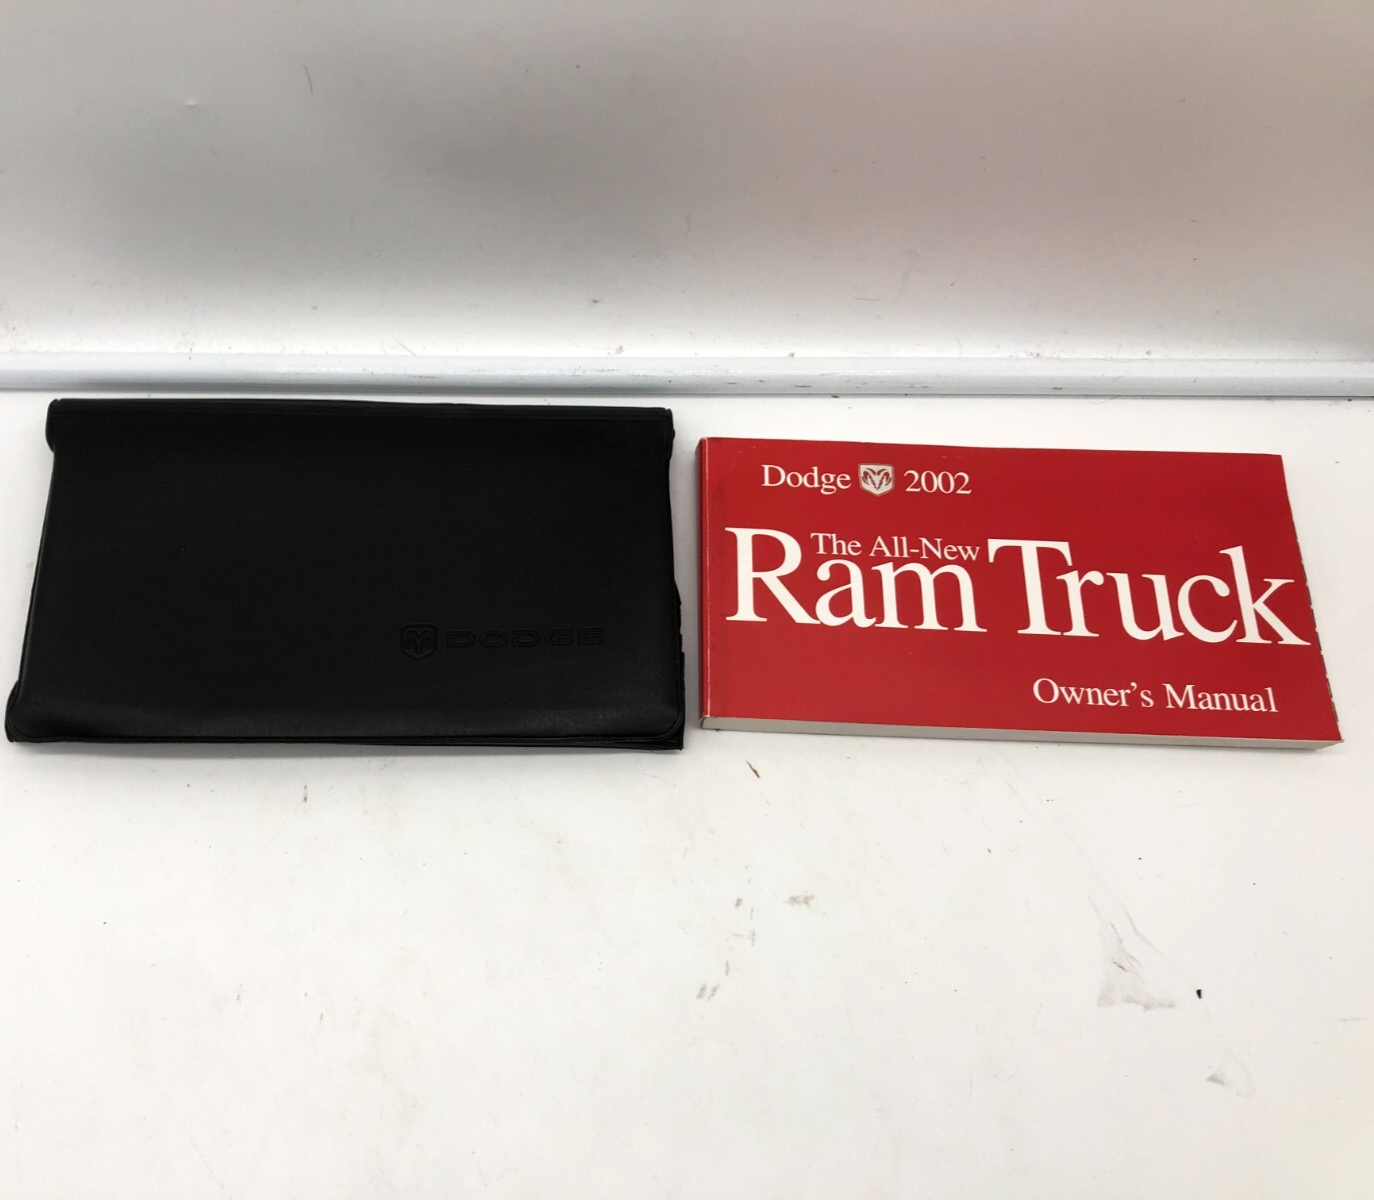 DODGE
Dodge 2002
The All-New
Ram Truck
Owner's Manual